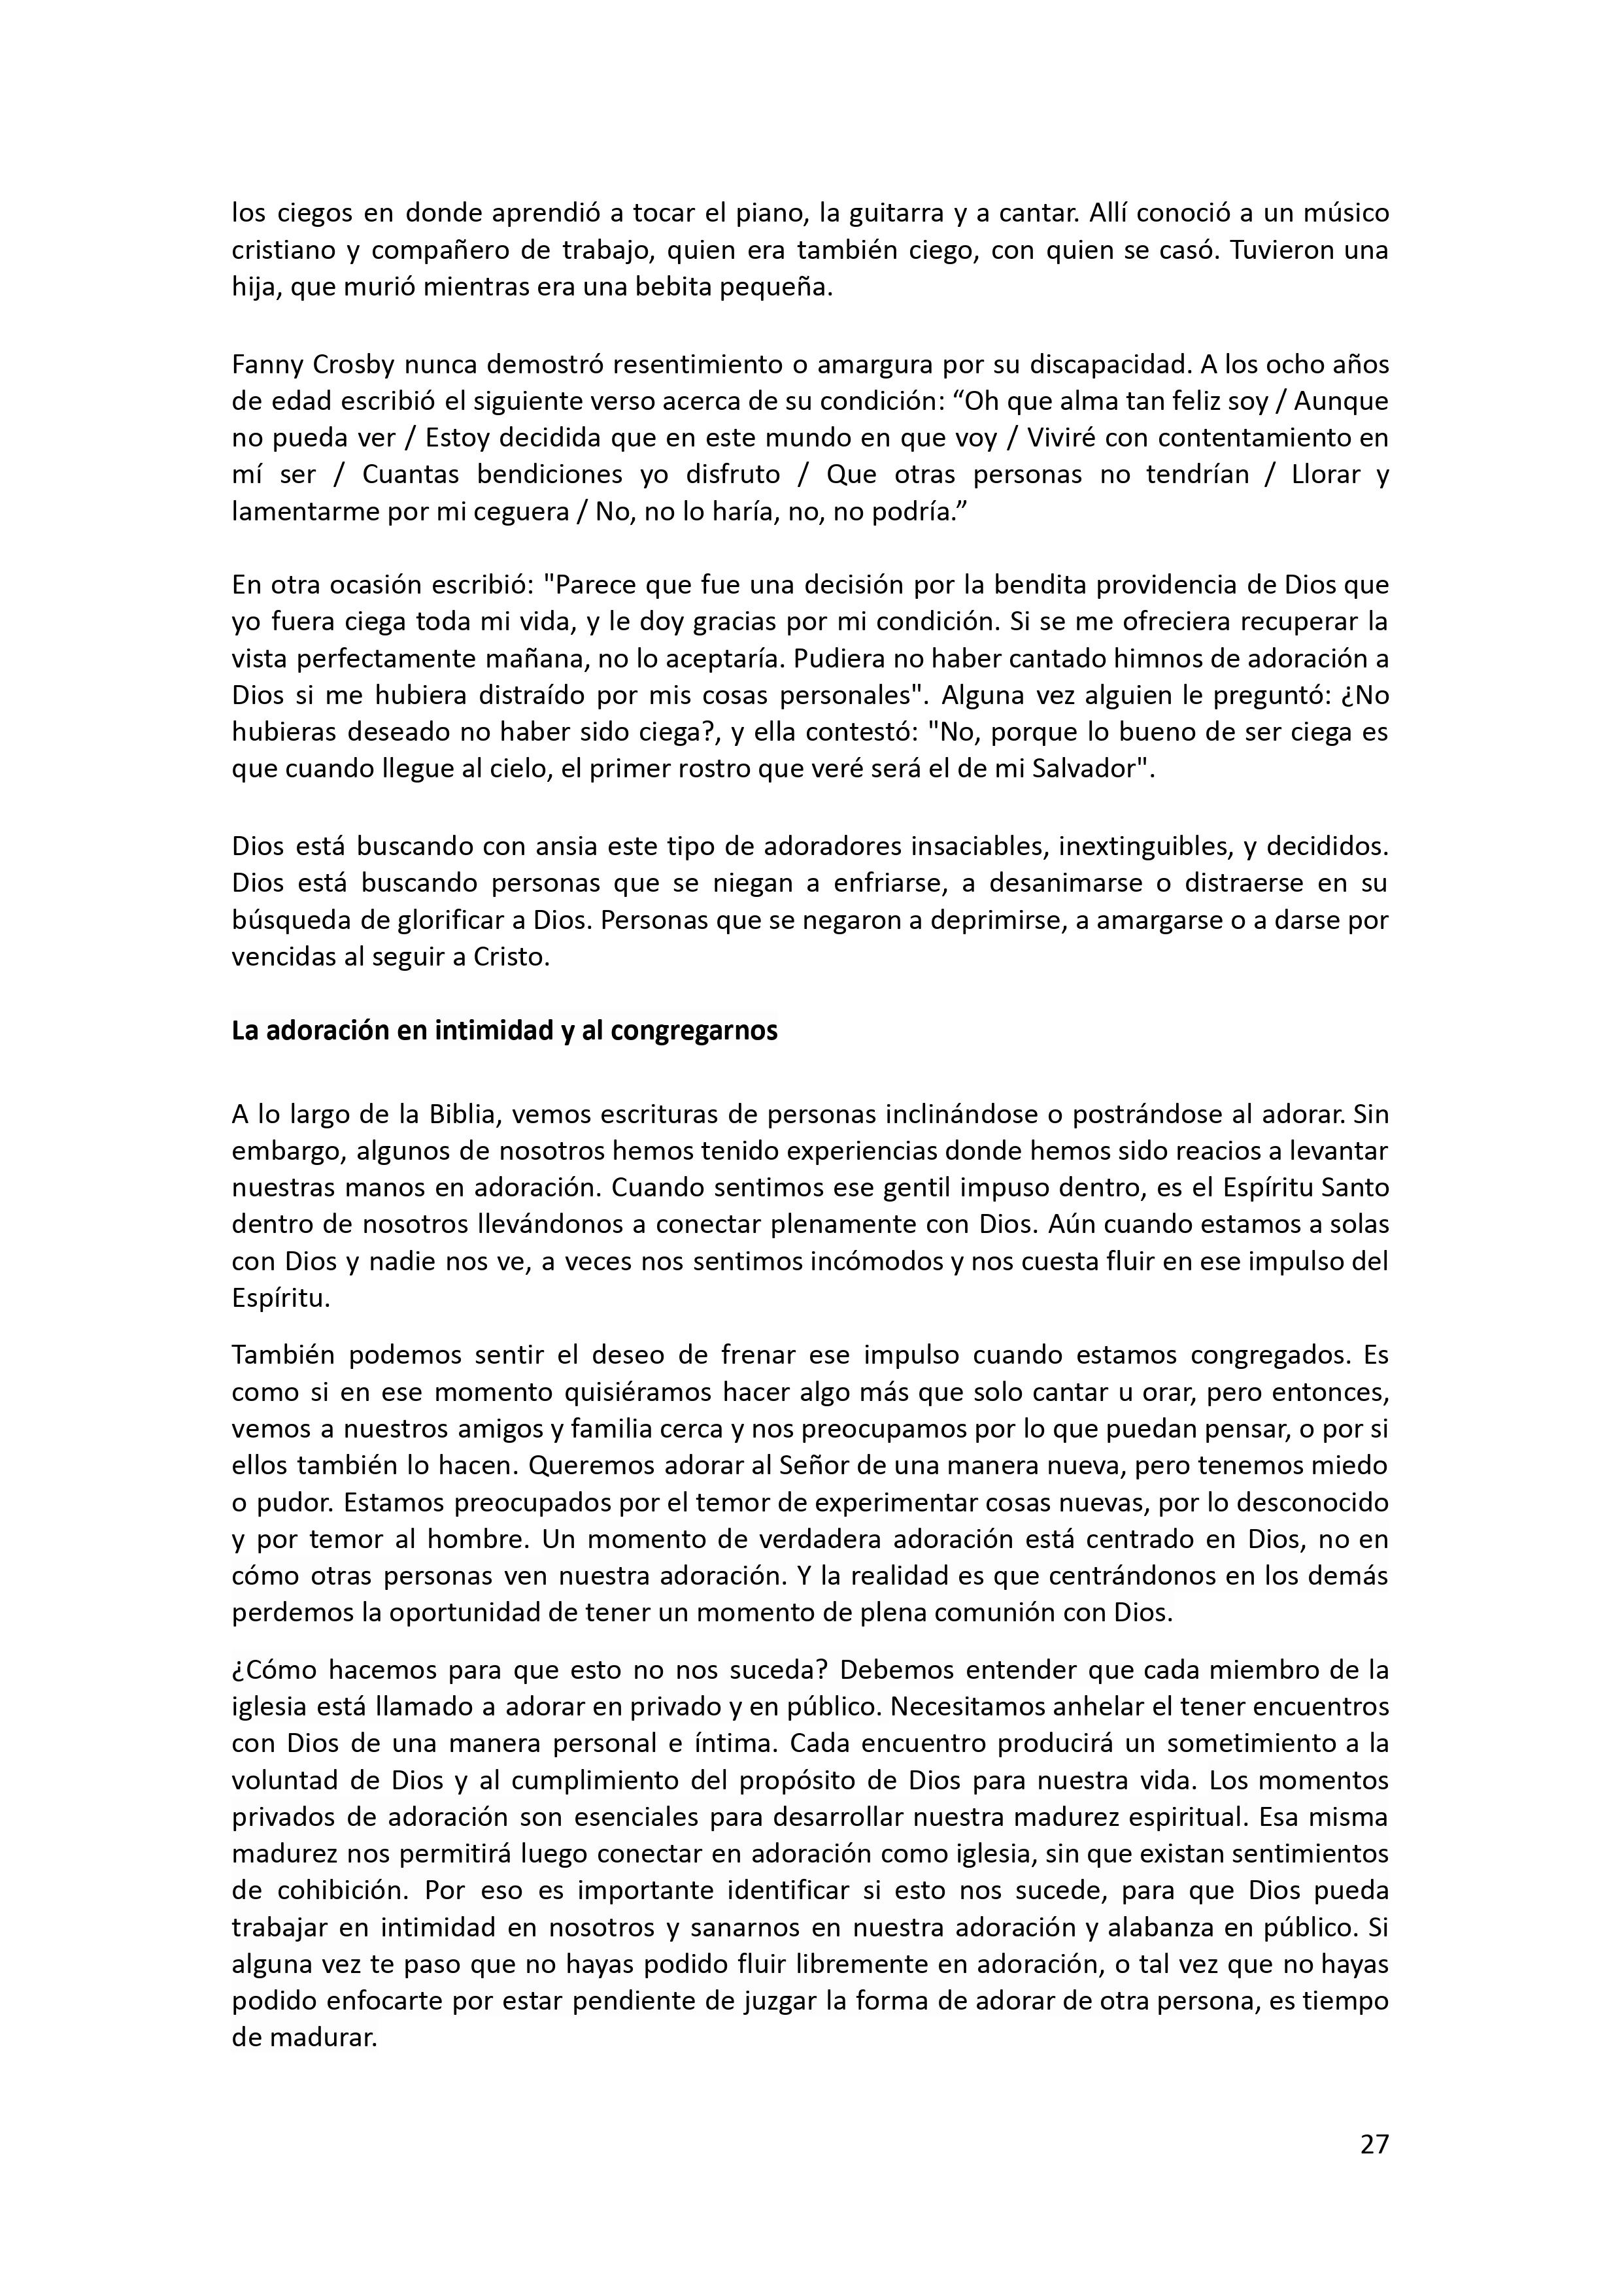 los ciegos en donde aprendió a tocar el piano, la guitarra y a cantar. Allí conoció a un músico
cristiano y compañero de trabajo, quien era también ciego, con quien se casó. Tuvieron una
hija, que murió mientras era una bebita pequeña.
Fanny Crosby nunca demostró resentimiento o amargura por su discapacidad. A los ocho años
de edad escribió el siguiente verso acerca de su condición: “Oh que alma tan feliz soy / Aunque
no pueda ver / Estoy decidida que en este mundo en que voy / Viviré con contentamiento en
mí ser / Cuantas bendiciones yo disfruto / Que otras personas no tendrían / Llorar y
lamentarme por mi ceguera / No, no lo haría, no, no podría.”
En otra ocasión escribió: "Parece que fue una decisión por la bendita providencia de Dios que
yo fuera ciega toda mi vida, y le doy gracias por mi condición. Si se me ofreciera recuperar la
vista perfectamente mañana, no lo aceptaría. Pudiera no haber cantado himnos de adoración a
Dios si me hubiera distraído por mis cosas personales". Alguna vez alguien le preguntó: ¿No
hubieras deseado no haber sido ciega?, y ella contestó: "No, porque lo bueno de ser ciega es
que cuando llegue al cielo, el primer rostro que veré será el de mi Salvador".
Dios está buscando con ansia este tipo de adoradores insaciables, inextinguibles, y decididos.
Dios está buscando personas que se niegan a enfriarse, a desanimarse o distraerse en su
búsqueda de glorificar a Dios. Personas que se negaron a deprimirse, a amargarse o a darse por
vencidas al seguir a Cristo.
La adoración en intimidad y al congregarnos
A lo largo de la Biblia, vemos escrituras de personas inclinándose o postrándose al adorar. Sin
embargo, algunos de nosotros hemos tenido experiencias donde hemos sido reacios a levantar
nuestras manos en adoración. Cuando sentimos ese gentil impuso dentro, es el Espíritu Santo
dentro de nosotros llevándonos a conectar plenamente con Dios. Aún cuando estamos a solas
con Dios y nadie nos ve, a veces nos sentimos incómodos y nos cuesta fluir en ese impulso del
Espíritu.
También podemos sentir el deseo de frenar ese impulso cuando estamos congregados. Es
como si en ese momento quisiéramos hacer algo más que solo cantar u orar, pero entonces,
vemos a nuestros amigos y familia cerca y nos preocupamos por lo que puedan pensar, o por si
ellos también lo hacen. Queremos adorar al Señor de una manera nueva, pero tenemos miedo
o pudor. Estamos preocupados por el temor de experimentar cosas nuevas, por lo desconocido
y por temor al hombre. Un momento de verdadera adoración está centrado en Dios, no en
cómo otras personas ven nuestra adoración. Y la realidad es que centrándonos en los demás
perdemos la oportunidad de tener un momento de plena comunión con Dios.
¿Cómo hacemos para que esto no nos suceda? Debemos entender que cada miembro de la
iglesia está llamado a adorar en privado y en público. Necesitamos anhelar el tener encuentros
con Dios de una manera personal e íntima. Cada encuentro producirá un sometimiento a la
voluntad de Dios y al cumplimiento del propósito de Dios para nuestra vida. Los momentos
privados de adoración son esenciales para desarrollar nuestra madurez espiritual. Esa misma
madurez nos permitirá luego conectar en adoración como iglesia, sin que existan sentimientos
de cohibición. Por eso es importante identificar si esto nos sucede, para que Dios pueda
trabajar en intimidad en nosotros y sanarnos en nuestra adoración y alabanza en público. Si
alguna vez te paso que no hayas podido fluir libremente en adoración, o tal vez que no hayas
podido enfocarte por estar pendiente de juzgar la forma de adorar de otra persona, es tiempo
de madurar.
27